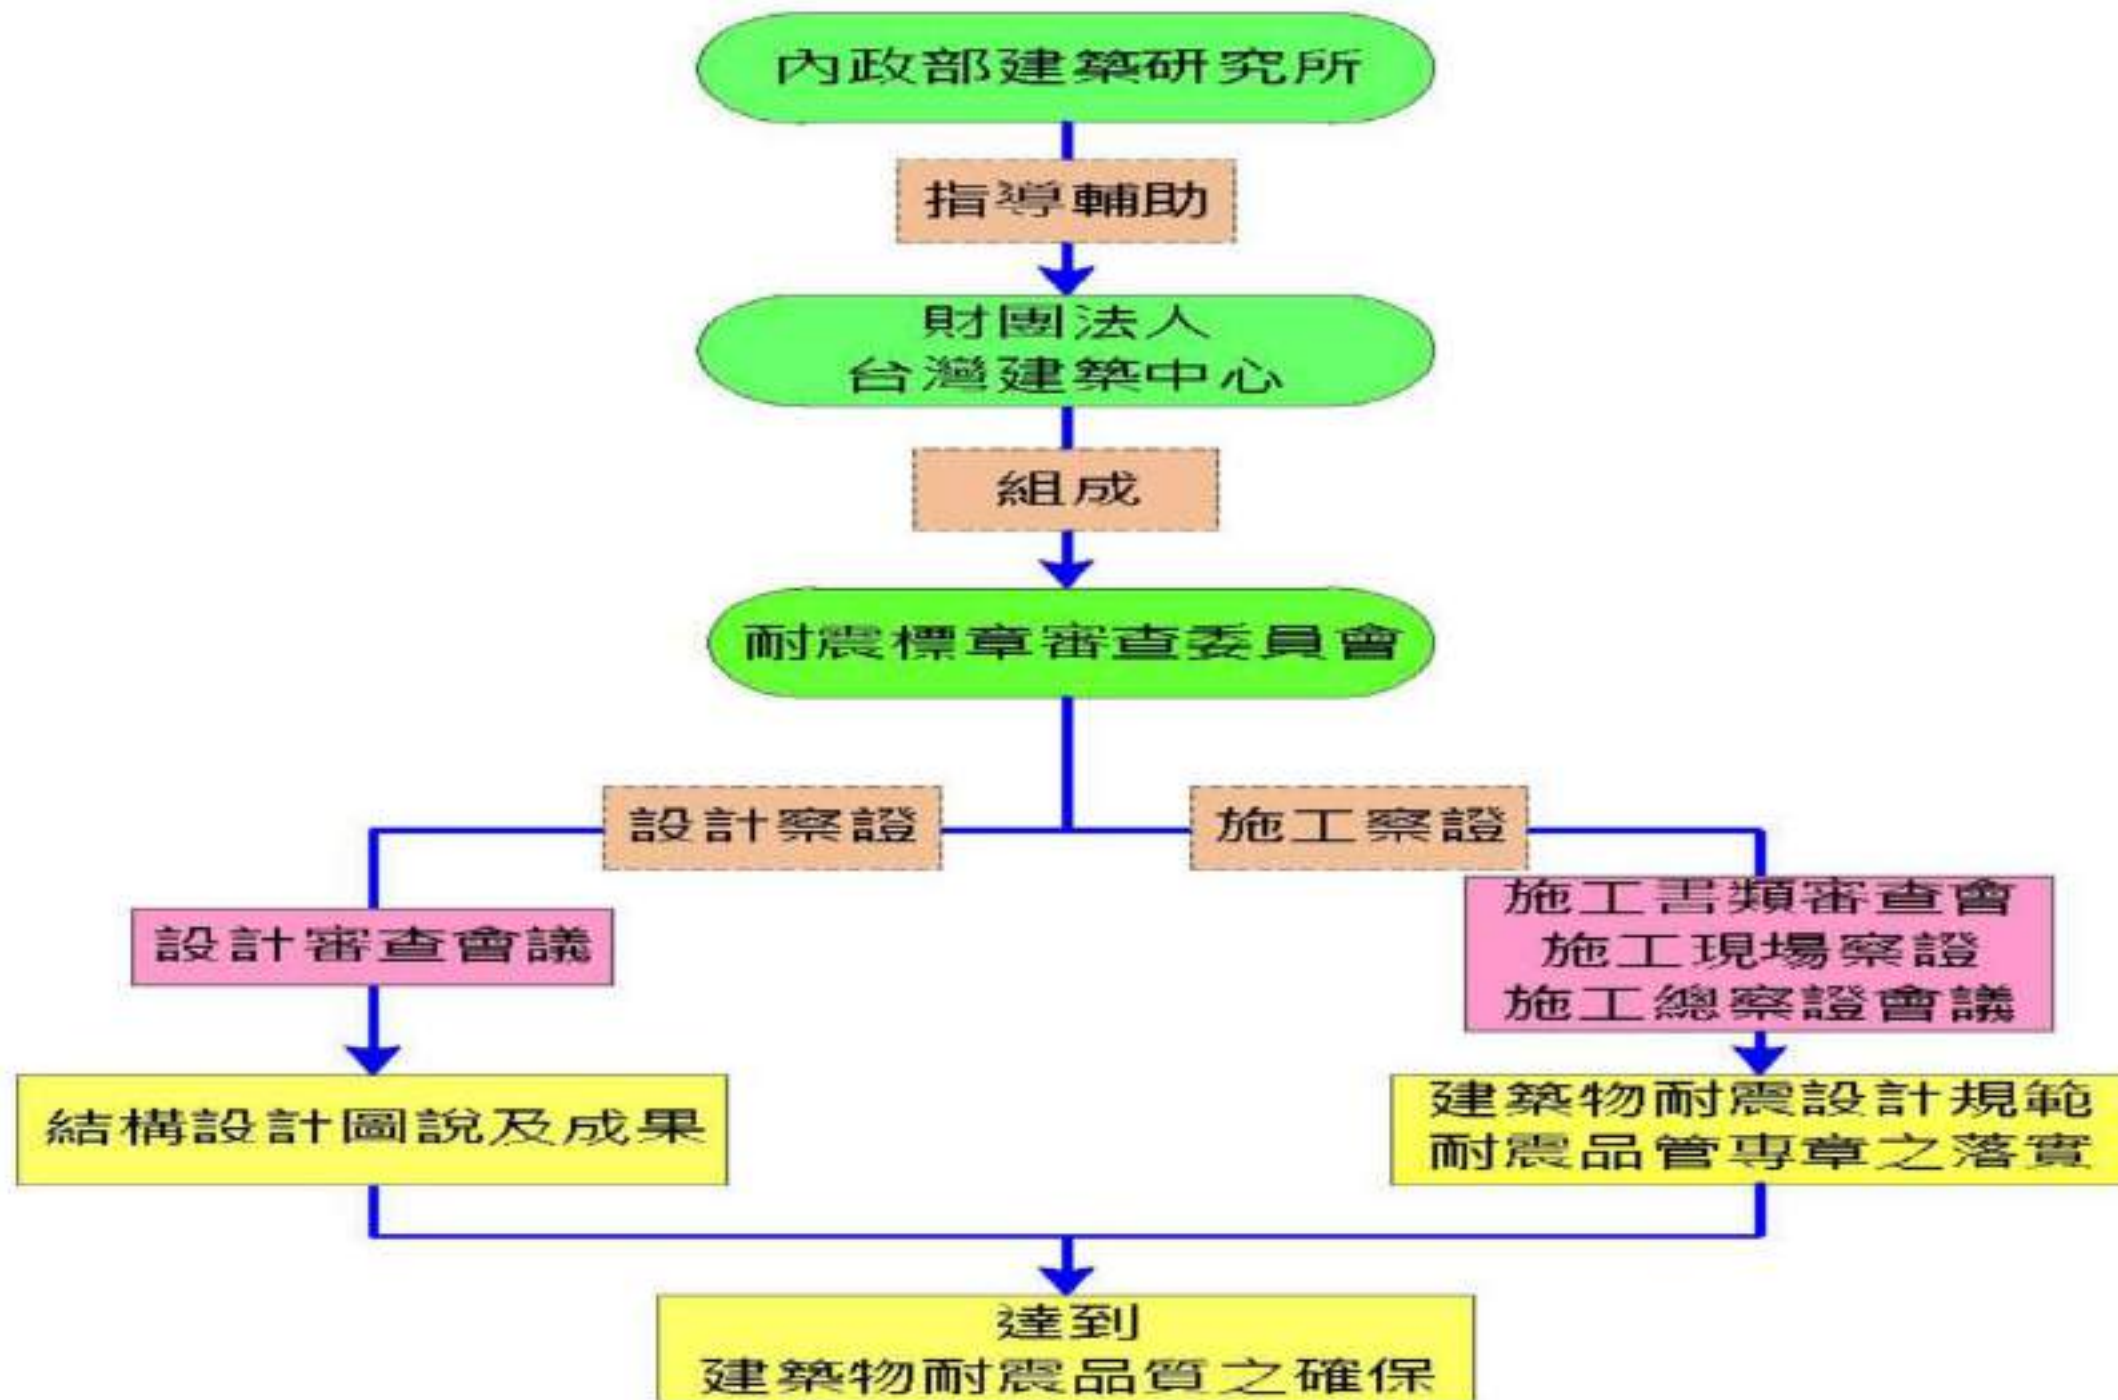 內政部建築研究所
指導輔助
財團法人
台灣建築中心
組成
耐震標章審查委員會
設計察證
施工察證
設計審查會議
施工書類審查會
施工現場察證
施工總察證會議
結構設計圖說及成果
建築物耐震設計規範
耐震品管專章之落實
達到
建築物耐震品質之確保